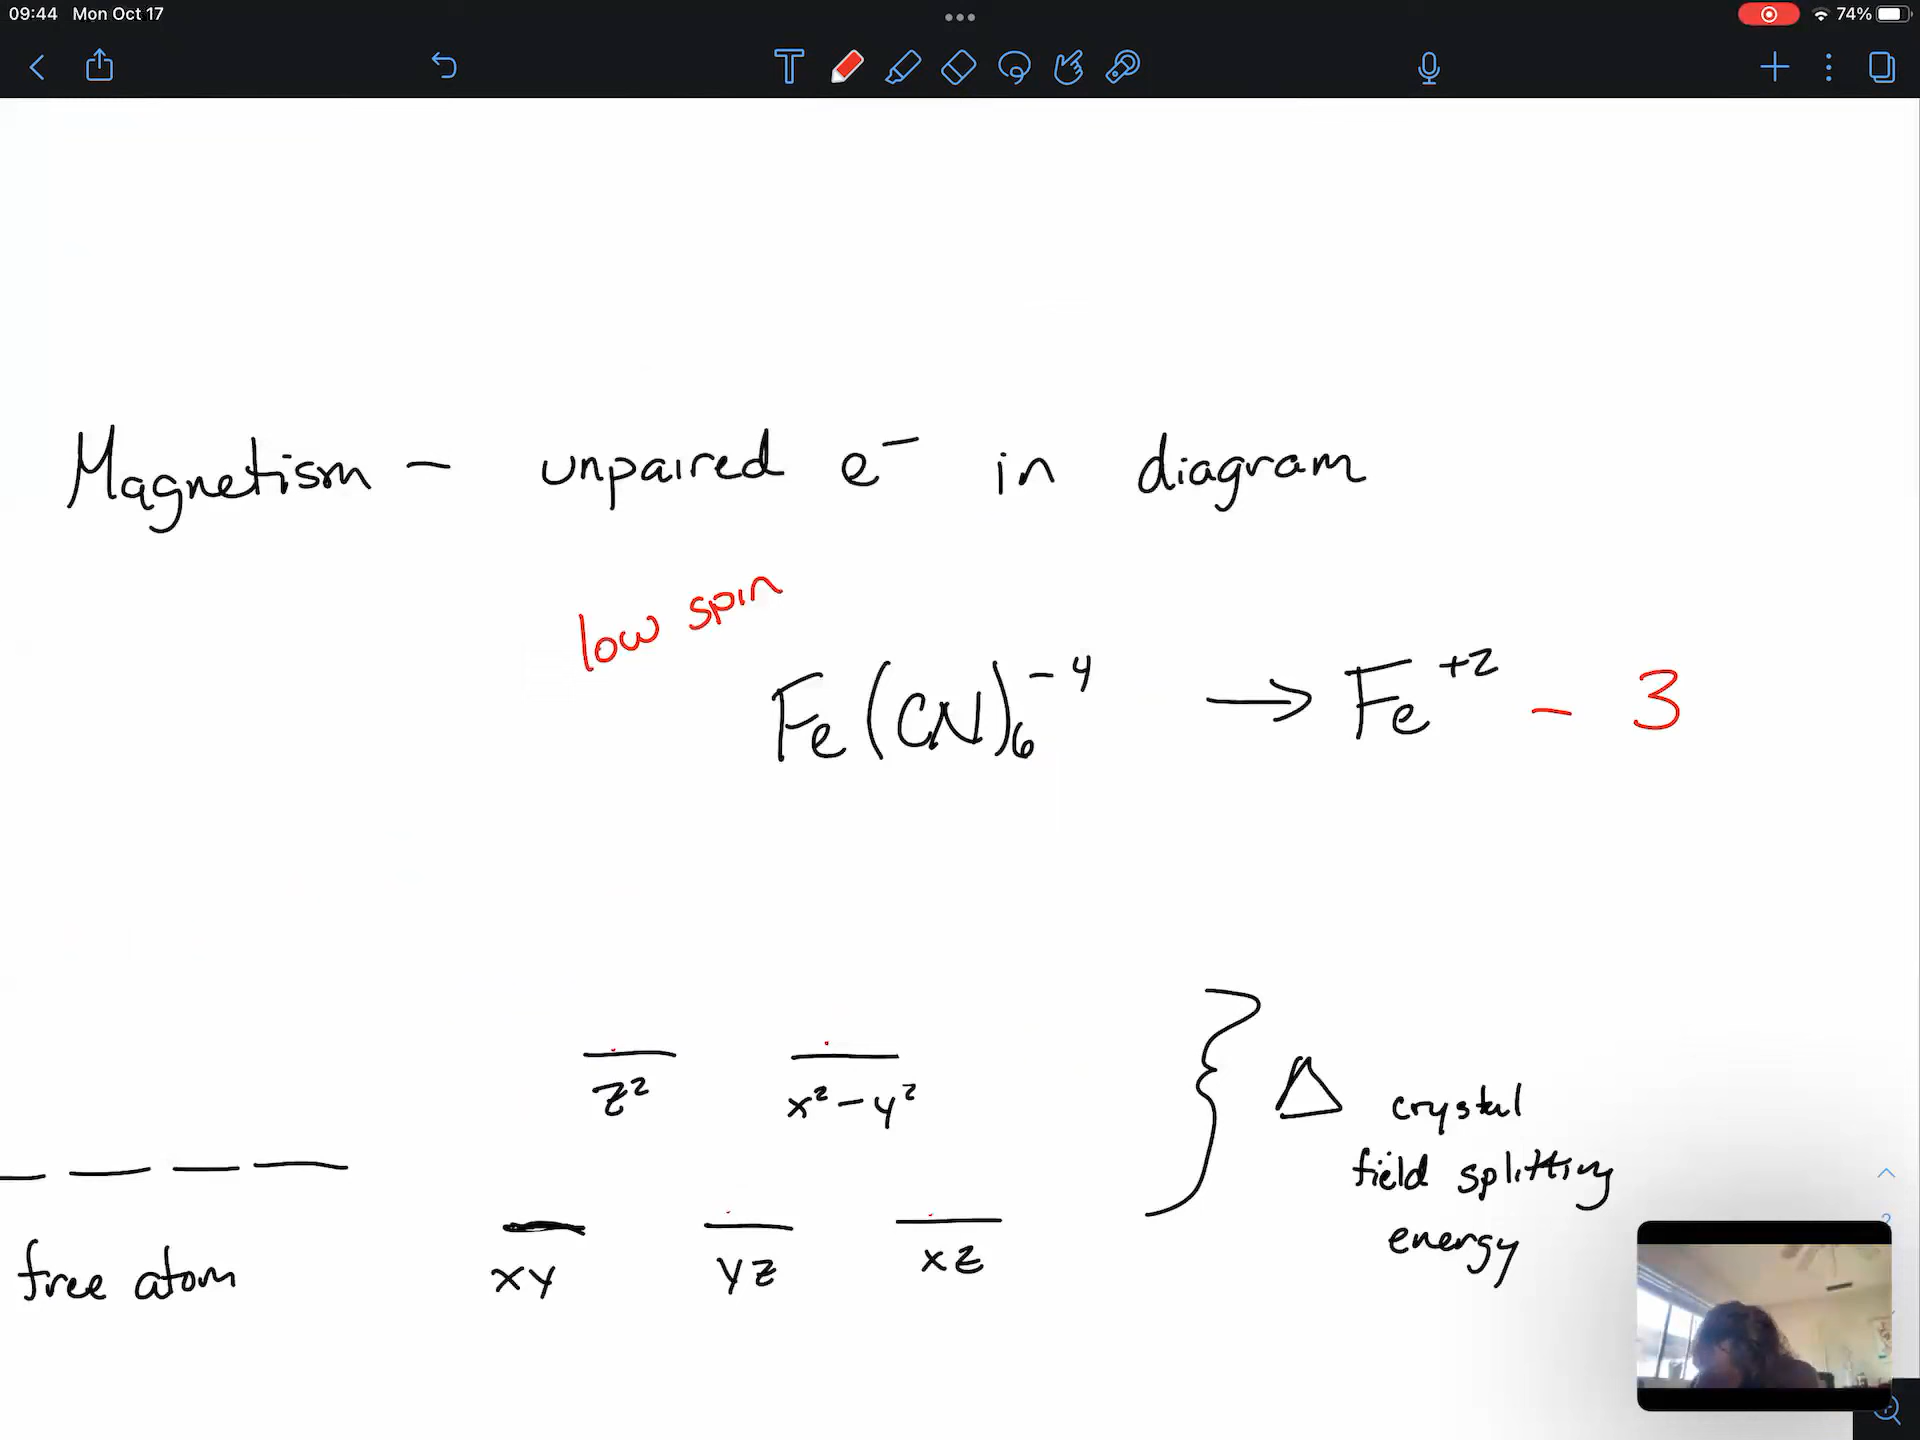 09:44 Mon Oct 17
74%
T
Magnetism – unpaired e⁻ in diagram
low spin
Fe(CN)₆⁻⁴ → Fe⁺² – 3
z² x²–y²
Δ crystal
field splitting
energy
free atom
xy yz xz
2